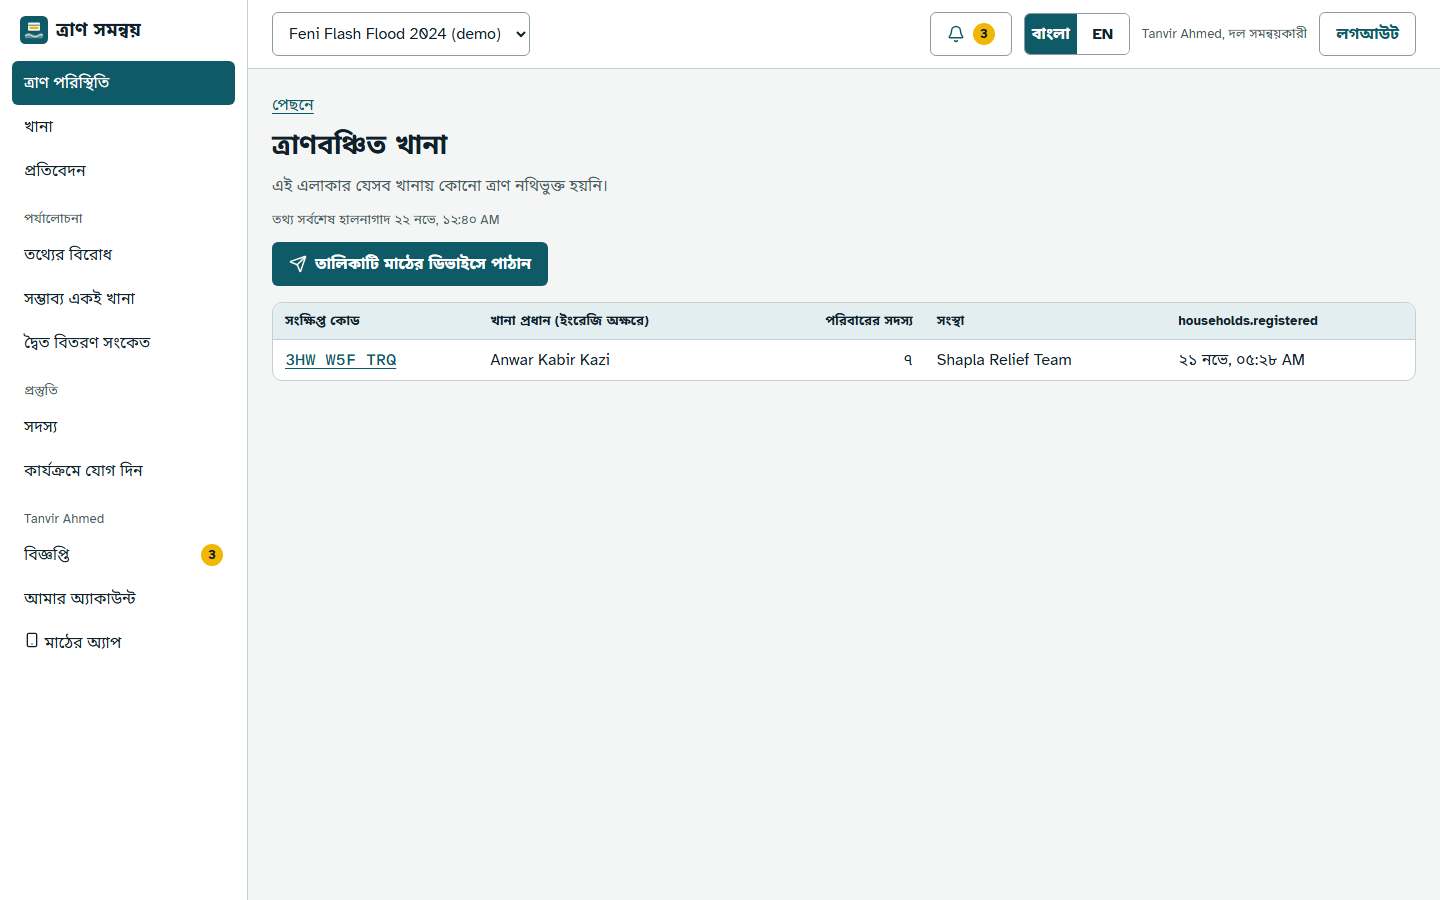 ত্রাণ সমন্বয়
ত্রাণ পরিস্থিতি
খানা
প্রতিবেদন
পর্যালোচনা
তথ্যের বিরোধ
সম্ভাব্য একই খানা
দ্বৈত বিতরণ সংকেত
প্রস্তুতি
সদস্য
কার্যক্রমে যোগ দিন
Tanvir Ahmed
বিজ্ঞপ্তি 3
আমার অ্যাকাউন্ট
মাঠের অ্যাপ
Feni Flash Flood 2024 (demo) 3 বাংলা EN Tanvir Ahmed, দল সমন্বয়কারী লগআউট
পেছনে
ত্রাণবঞ্চিত খানা
এই এলাকার যেসব খানায় কোনো ত্রাণ নথিভুক্ত হয়নি।
তথ্য সর্বশেষ হালনাগাদ ২২ নভে, ১২:৪০ AM
তালিকাটি মাঠের ডিভাইসে পাঠান
সংক্ষিপ্ত কোড খানা প্রধান (ইংরেজি অক্ষরে) পরিবারের সদস্য সংস্থা households.registered
3HW W5F TRQ Anwar Kabir Kazi ৭ Shapla Relief Team ২১ নভে, ০৫:২৮ AM